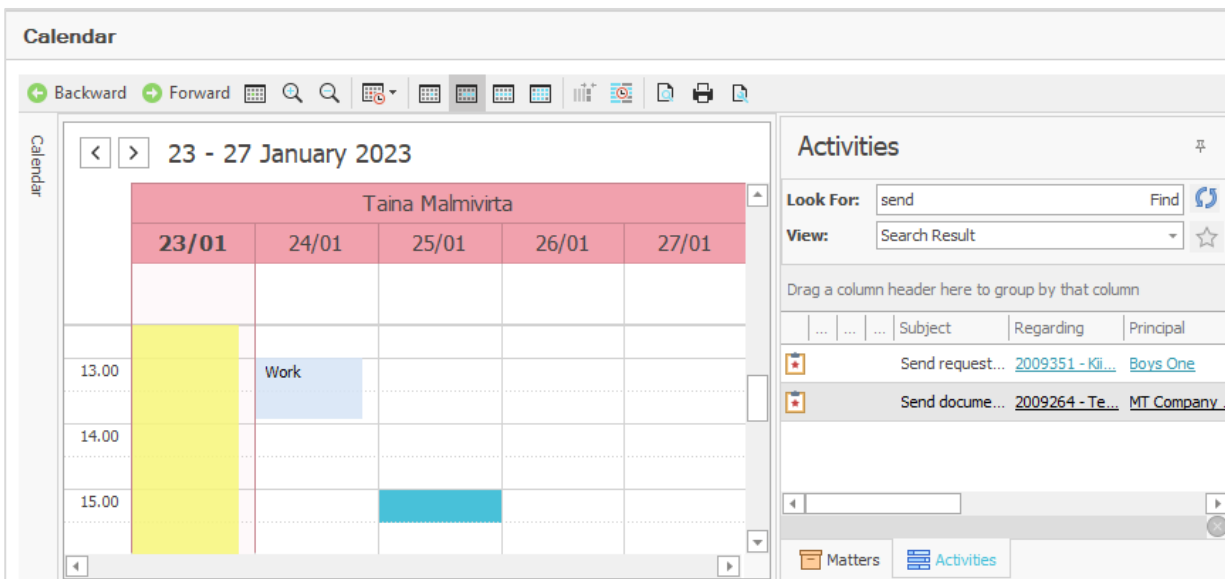 Calendar
Backward Forward
Calendar
23 - 27 January 2023
Taina Malmivirta
23/01 24/01 25/01 26/01 27/01
13.00 Work
14.00
15.00
Activities
Look For: send Find
View: Search Result
Drag a column header here to group by that column
... ... ... Subject Regarding Principal
Send request... 2009351 - Kii... Boys One
Send docume... 2009264 - Te... MT Company .
Matters Activities